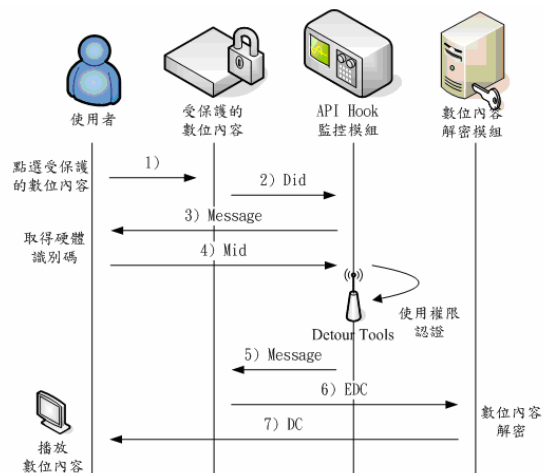 使用者
受保護的
數位內容
API Hook
監控模組
數位內容
解密模組
點選受保護
的數位內容
1)
2) Did
3) Message
取得硬體
識別碼
4) Mid
使用權限
認證
Detour Tools
5) Message
6) EDC
數位內容
解密
7) DC
播放
數位內容